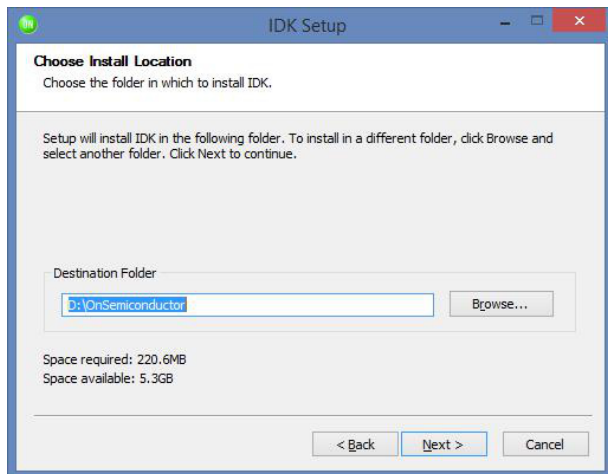 ON
IDK Setup
Choose Install Location
Choose the folder in which to install IDK.
Setup will install IDK in the following folder. To install in a different folder, click Browse and
select another folder. Click Next to continue.
Destination Folder
D:\OnSemiconductor
Browse...
Space required: 220.6MB
Space available: 5.3GB
< Back
Next >
Cancel